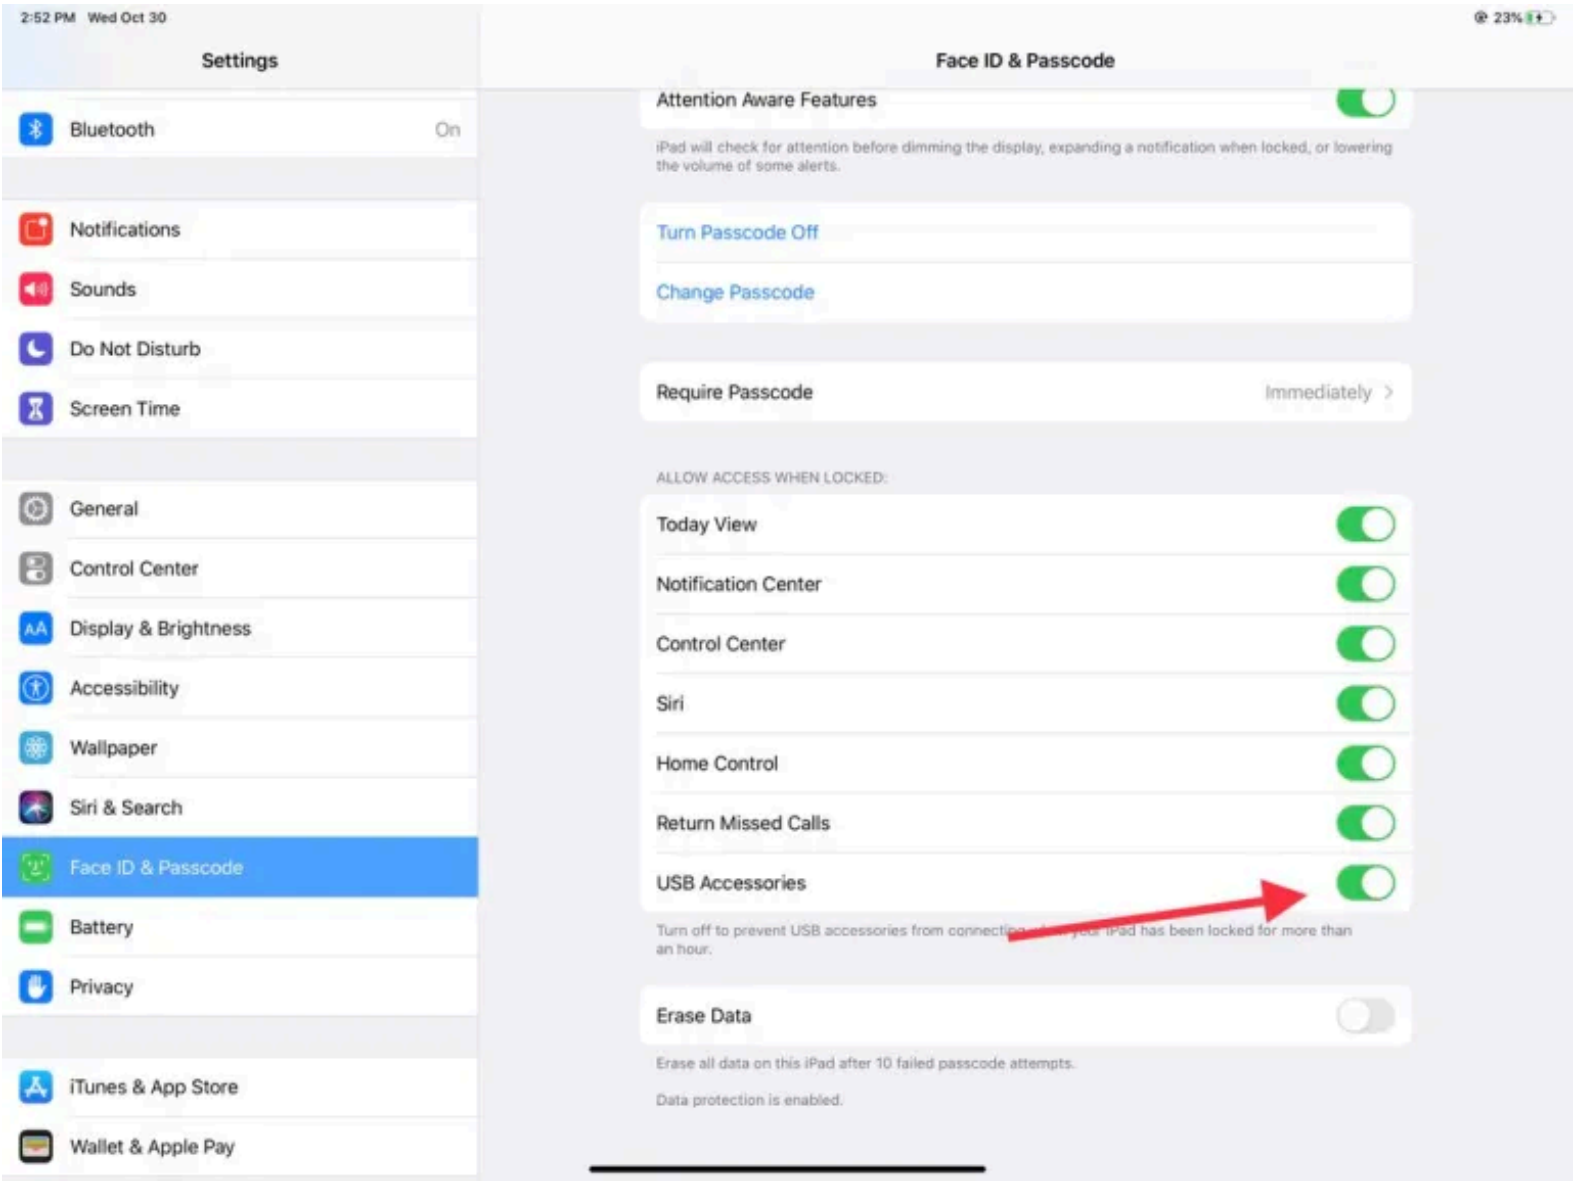 2:52 PM Wed Oct 30
23%
Settings
Bluetooth
On
Notifications
Sounds
Do Not Disturb
Screen Time
General
Control Center
AA
Display & Brightness
Accessibility
Wallpaper
Siri & Search
Face ID & Passcode
Battery
Privacy
iTunes & App Store
Wallet & Apple Pay
Face ID & Passcode
Attention Aware Features
iPad will check for attention before dimming the display, expanding a notification when locked, or lowering
the volume of some alerts.
Turn Passcode Off
Change Passcode
Require Passcode
Immediately
ALLOW ACCESS WHEN LOCKED:
Today View
Notification Center
Control Center
Siri
Home Control
Return Missed Calls
USB Accessories
Turn off to prevent USB accessories from connecting when your iPad has been locked for more than
an hour.
Erase Data
Erase all data on this iPad after 10 failed passcode attempts.
Data protection is enabled.